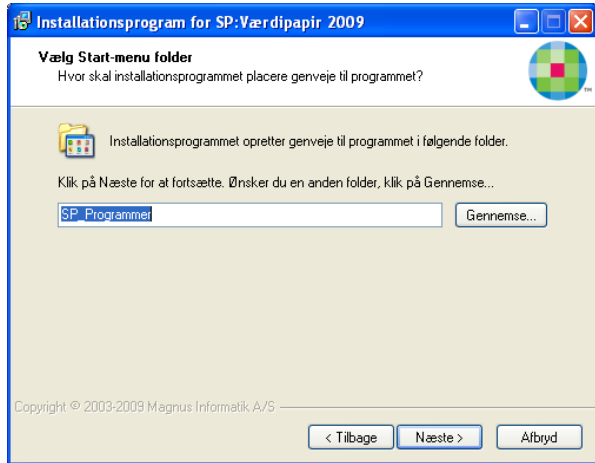 Installationsprogram for SP:Værdipapir 2009
Vælg Start-menu folder
Hvor skal installationsprogrammet placere genveje til programmet?
TM
Installationsprogrammet opretter genveje til programmet i følgende folder.
Klik på Næste for at fortsætte. Ønsker du en anden folder, klik på Gennemse...
SP_Programmer
Gennemse...
Copyright © 2003-2009 Magnus Informatik A/S
< Tilbage
Næste >
Afbryd